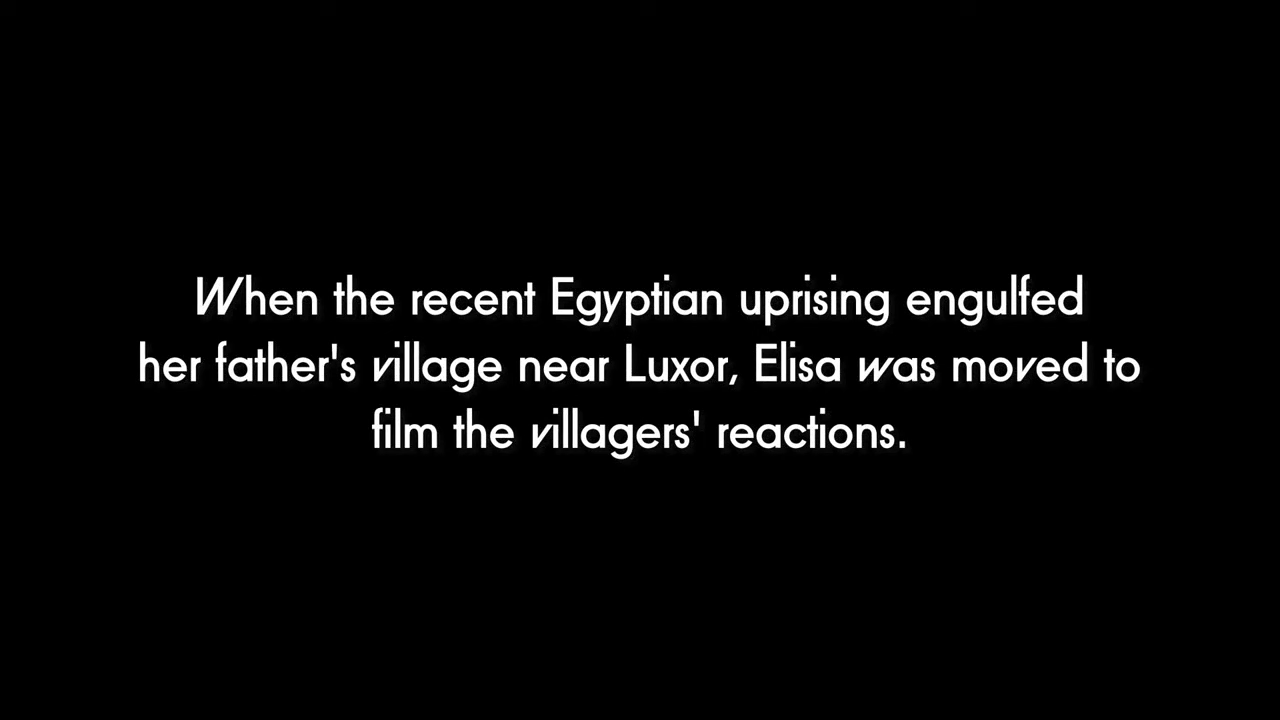 When the recent Egyptian uprising engulfed
her father's village near Luxor, Elisa was moved to
film the villagers' reactions.